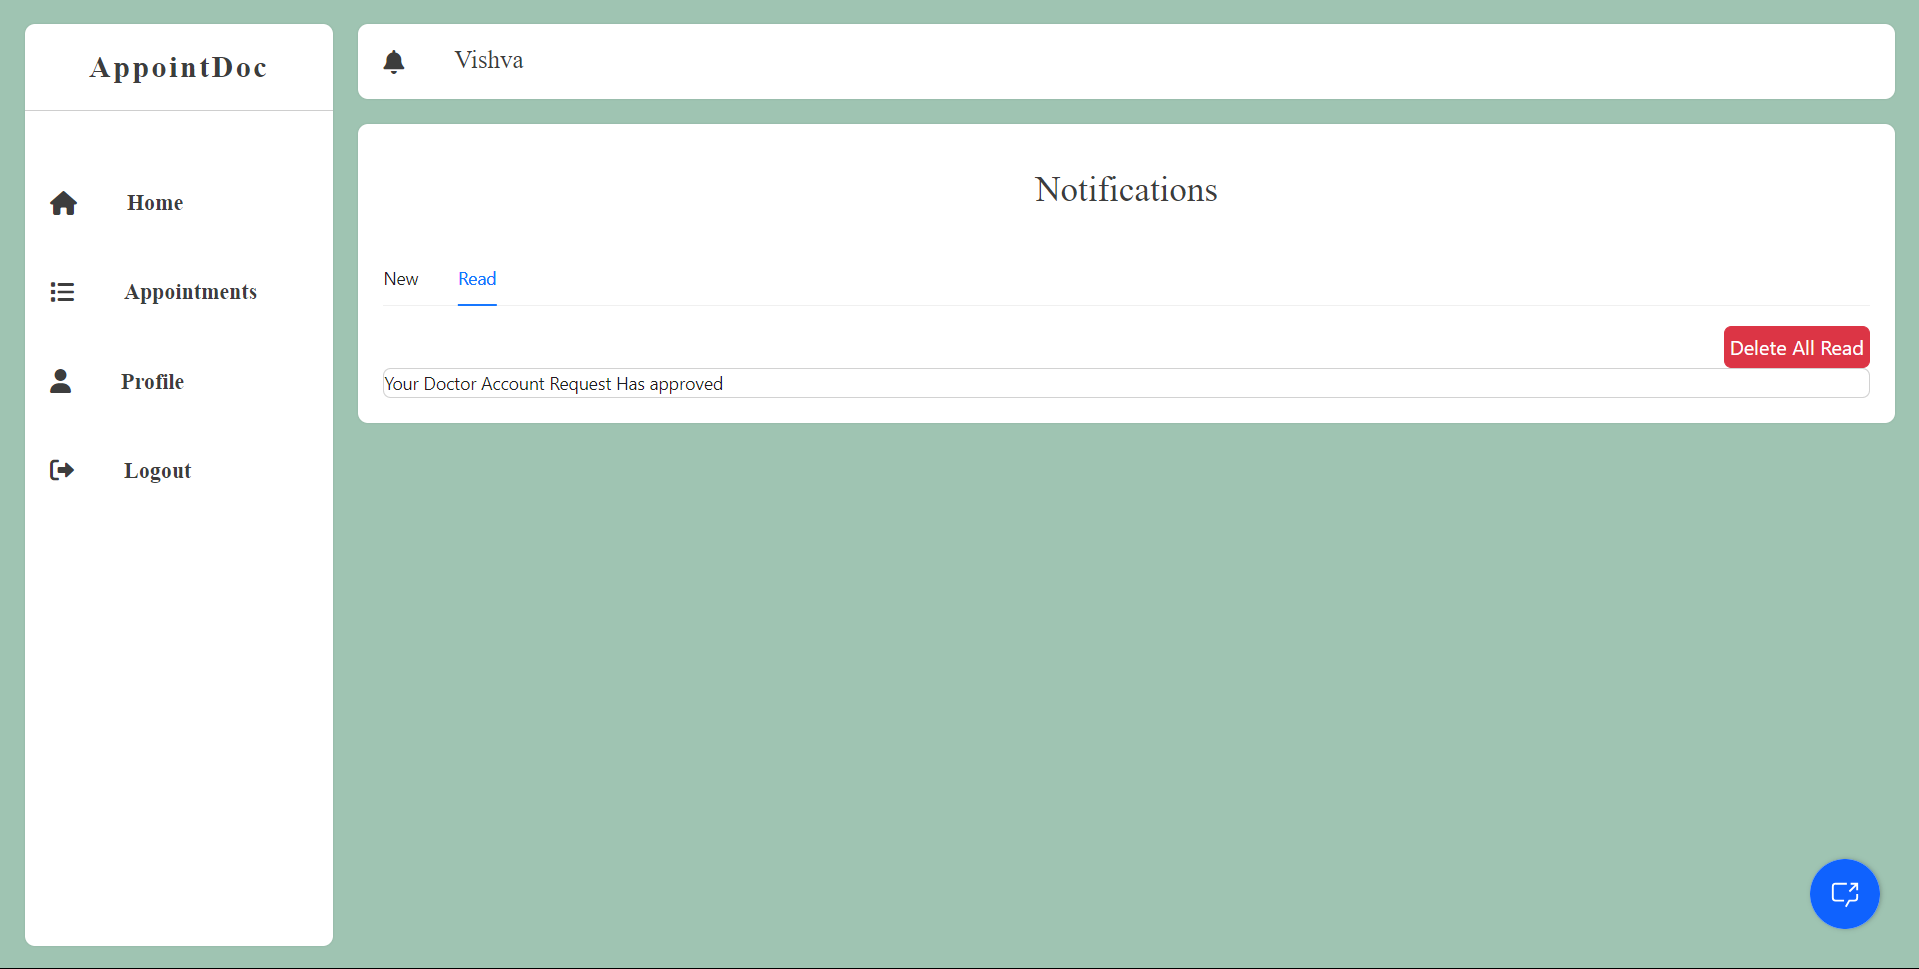 AppointDoc
Home
Appointments
Profile
Logout
Vishva
Notifications
New
Read
Delete All Read
Your Doctor Account Request Has approved